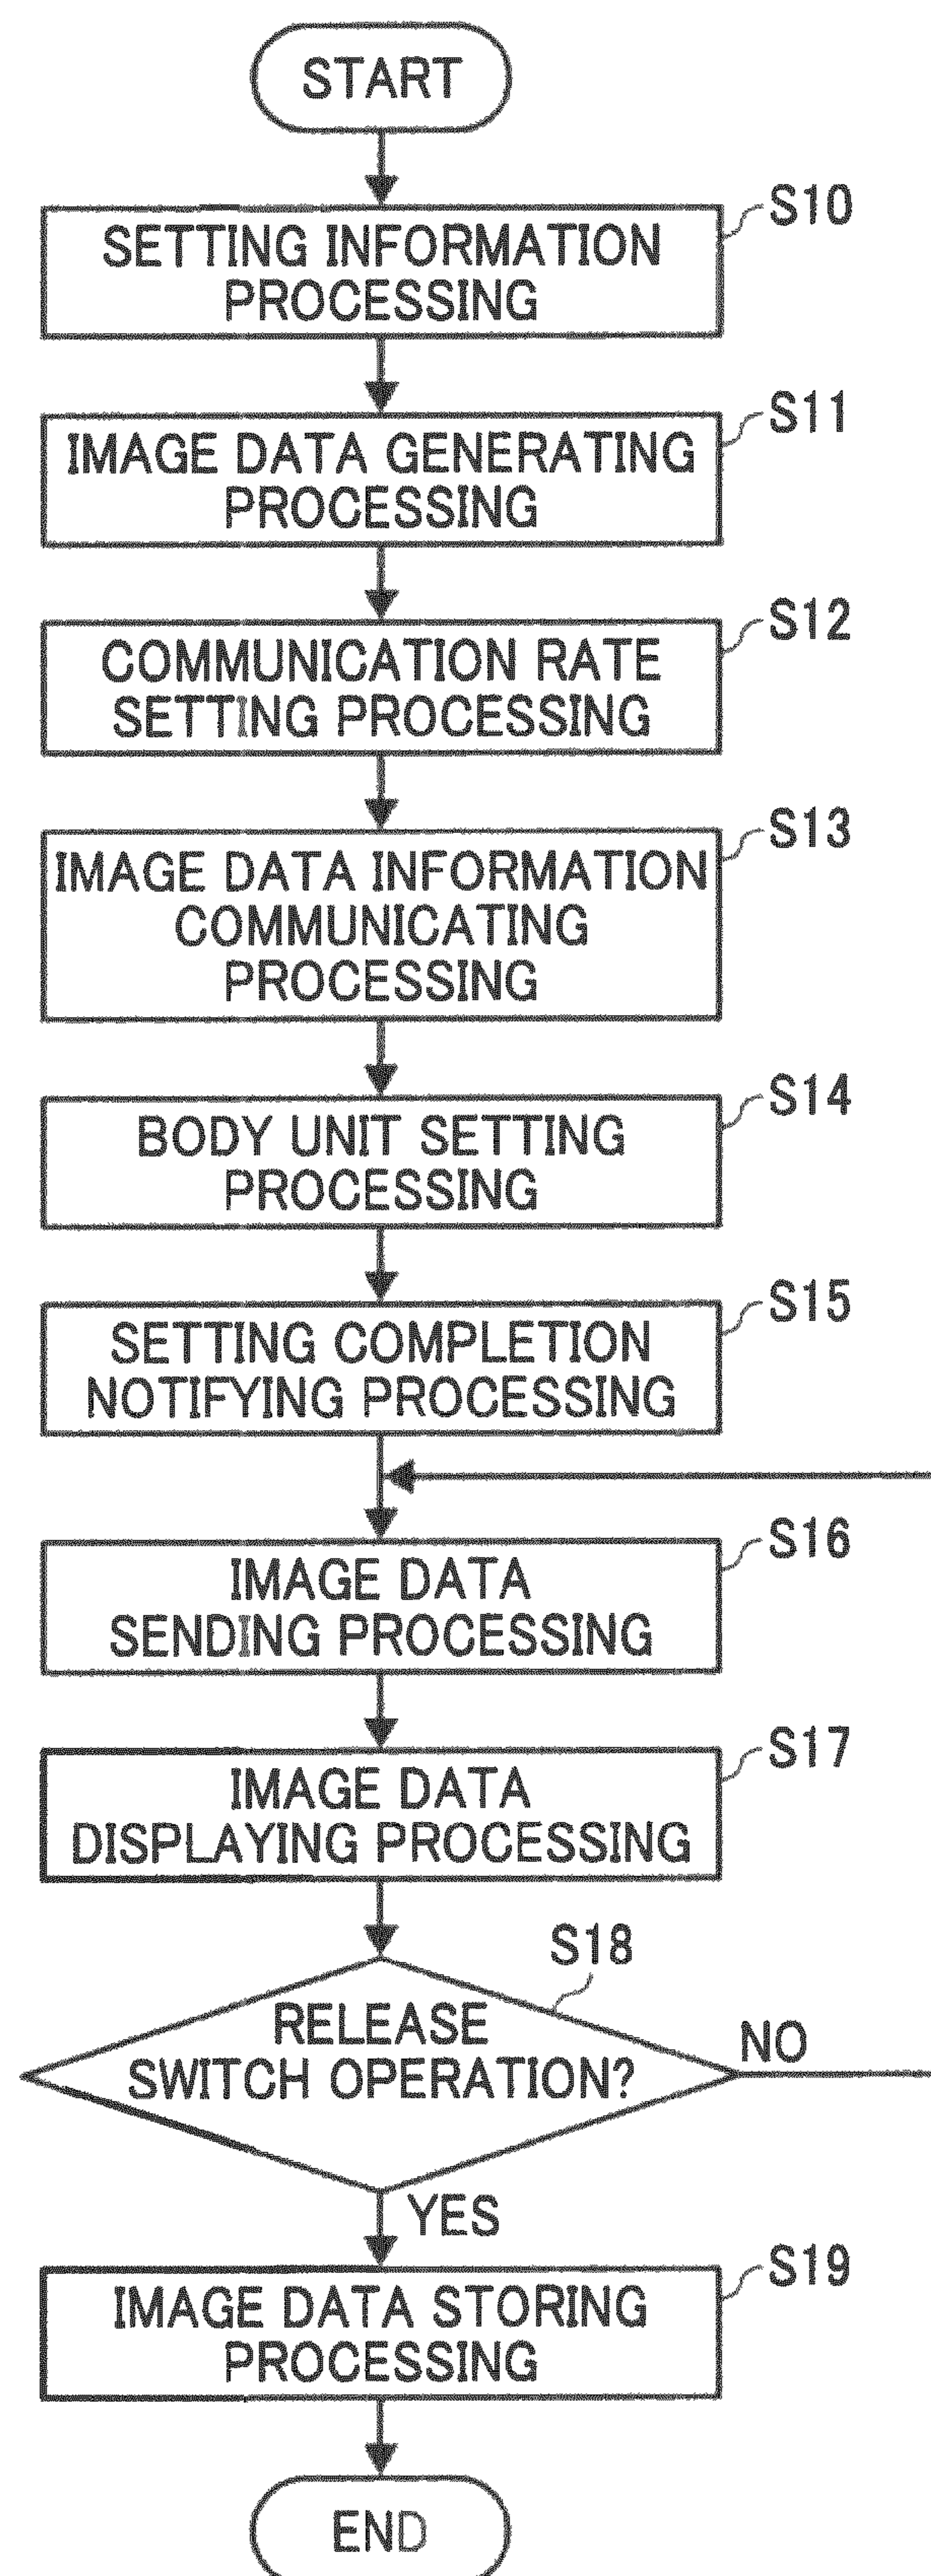 START
S10
SETTING INFORMATION
PROCESSING
S11
IMAGE DATA GENERATING
PROCESSING
S12
COMMUNICATION RATE
SETTING PROCESSING
S13
IMAGE DATA INFORMATION
COMMUNICATING
PROCESSING
S14
BODY UNIT SETTING
PROCESSING
S15
SETTING COMPLETION
NOTIFYING PROCESSING
S16
IMAGE DATA
SENDING PROCESSING
S17
IMAGE DATA
DISPLAYING PROCESSING
S18
RELEASE
SWITCH OPERATION?
NO
YES
S19
IMAGE DATA STORING
PROCESSING
END